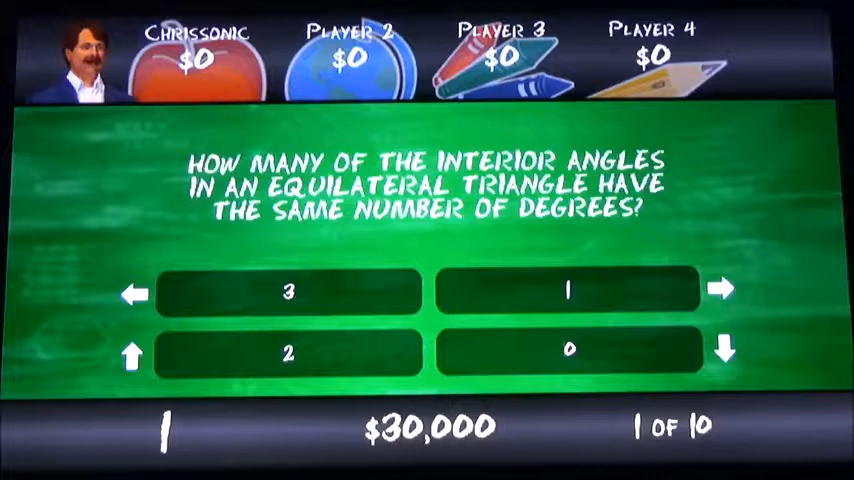 CHRISSONIC
$0
PLAYER 2
$0
PLAYER 3
$0
PLAYER 4
$0
HOW MANY OF THE INTERIOR ANGLES
IN AN EQUILATERAL TRIANGLE HAVE
THE SAME NUMBER OF DEGREES?
3
1
2
0
1
$30,000
1 OF 10